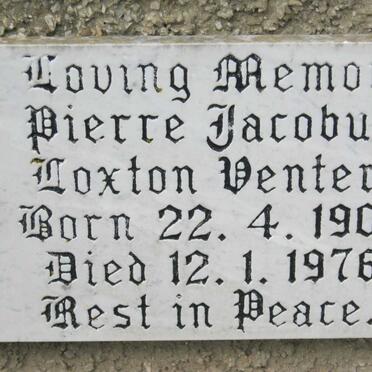 Loving Memo
Pierre Jacobu
Loxton Venter
Born 22. 4. 190
Died 12. 1. 1976
Rest in Peace.